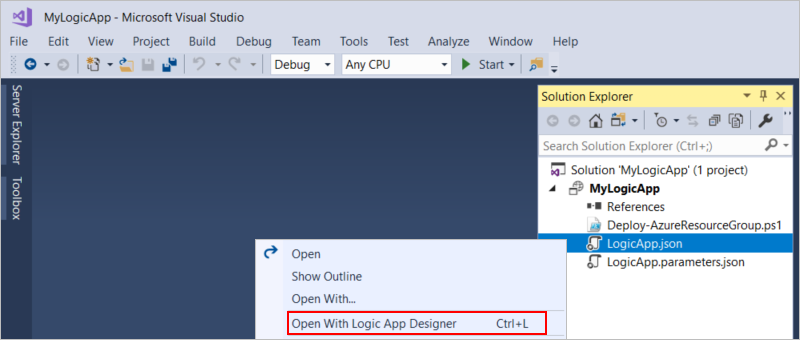 MyLogicApp - Microsoft Visual Studio
File Edit View Project Build Debug Team Tools Test Analyze Window Help
Debug Any CPU Start
Server Explorer
Toolbox
Solution Explorer
Search Solution Explorer (Ctrl+;)
Solution 'MyLogicApp' (1 project)
MyLogicApp
References
Deploy-AzureResourceGroup.ps1
LogicApp.json
LogicApp.parameters.json
Open
Show Outline
Open With...
Open With Logic App Designer Ctrl+L